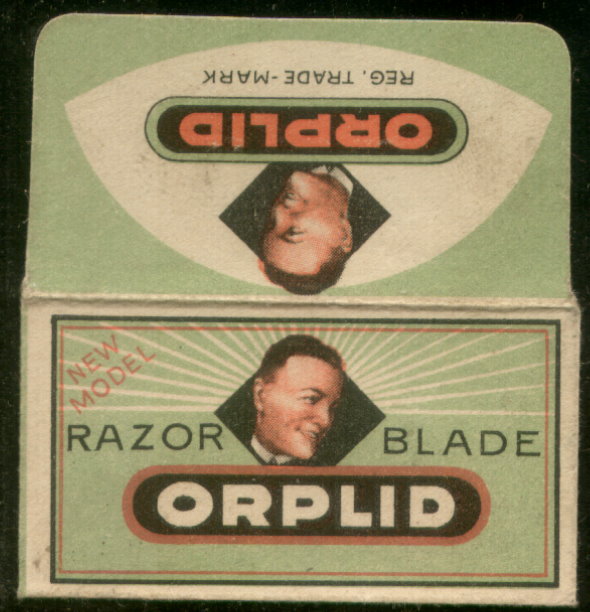 REG. TRADE-MARK
ORPLID
NEW
MODEL
RAZOR BLADE
ORPLID